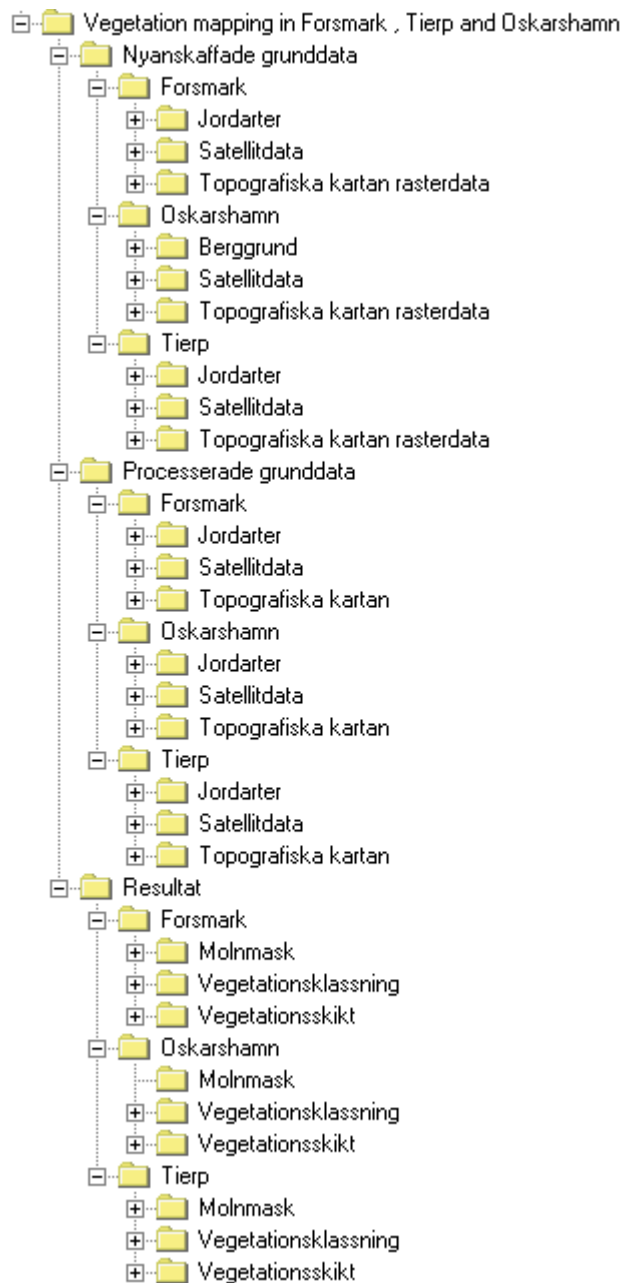 Vegetation mapping in Forsmark , Tierp and Oskarshamn
Nyanskaffade grunddata
Forsmark
Jordarter
Satellitdata
Topografiska kartan rasterdata
Oskarshamn
Berggrund
Satellitdata
Topografiska kartan rasterdata
Tierp
Jordarter
Satellitdata
Topografiska kartan rasterdata
Processerade grunddata
Forsmark
Jordarter
Satellitdata
Topografiska kartan
Oskarshamn
Jordarter
Satellitdata
Topografiska kartan
Tierp
Jordarter
Satellitdata
Topografiska kartan
Resultat
Forsmark
Molnmask
Vegetationsklassning
Vegetationsskikt
Oskarshamn
Molnmask
Vegetationsklassning
Vegetationsskikt
Tierp
Molnmask
Vegetationsklassning
Vegetationsskikt